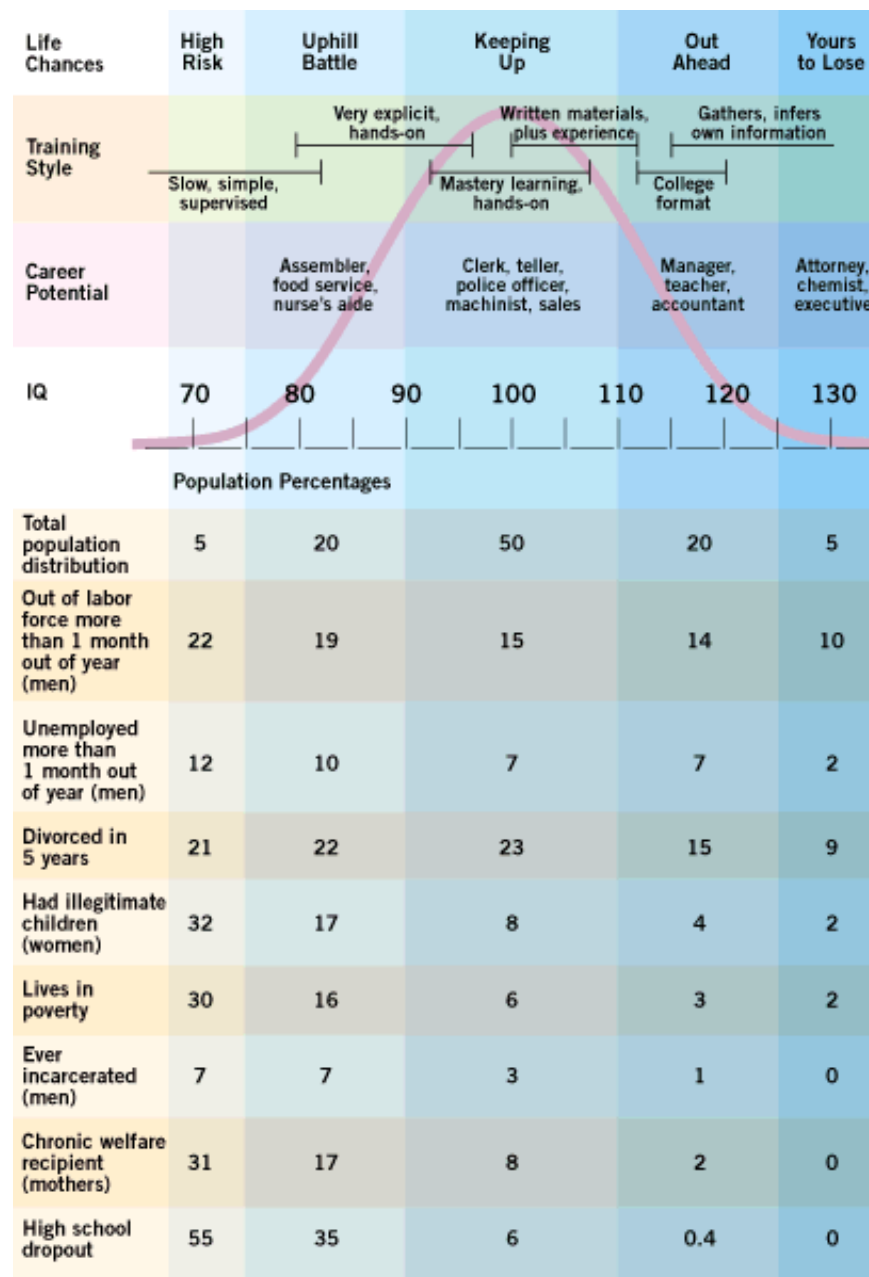 Life
Chances
High
Risk
Uphill
Battle
Keeping
Up
Out
Ahead
Yours
to Lose
Training
Style
Very explicit,
hands-on
Written materials,
plus experience
Gathers, infers
own information
Slow, simple,
supervised
Mastery learning,
hands-on
College
format
Career
Potential
Assembler,
food service,
nurse's aide
Clerk, teller,
police officer,
machinist, sales
Manager,
teacher,
accountant
Attorney,
chemist,
executive
IQ 70 80 90 100 110 120 130
Population Percentages
Total
population
distribution
5 20 50 20 5
Out of labor
force more
than 1 month
out of year
(men)
22 19 15 14 10
Unemployed
more than
1 month out
of year (men)
12 10 7 7 2
Divorced in
5 years
21 22 23 15 9
Had illegitimate
children
(women)
32 17 8 4 2
Lives in
poverty
30 16 6 3 2
Ever
incarcerated
(men)
7 7 3 1 0
Chronic welfare
recipient
(mothers)
31 17 8 2 0
High school
dropout
55 35 6 0.4 0